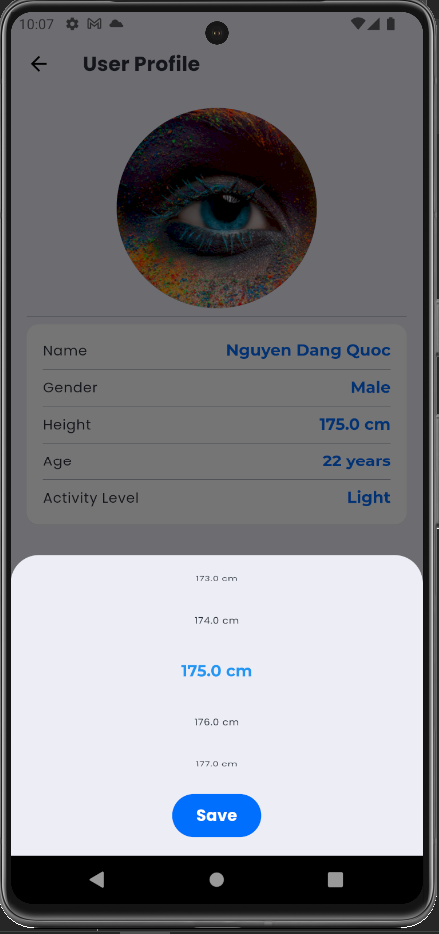 10:07
User Profile
Name Nguyen Dang Quoc
Gender Male
Height 175.0 cm
Age 22 years
Activity Level Light
173.0 cm
174.0 cm
175.0 cm
176.0 cm
177.0 cm
Save